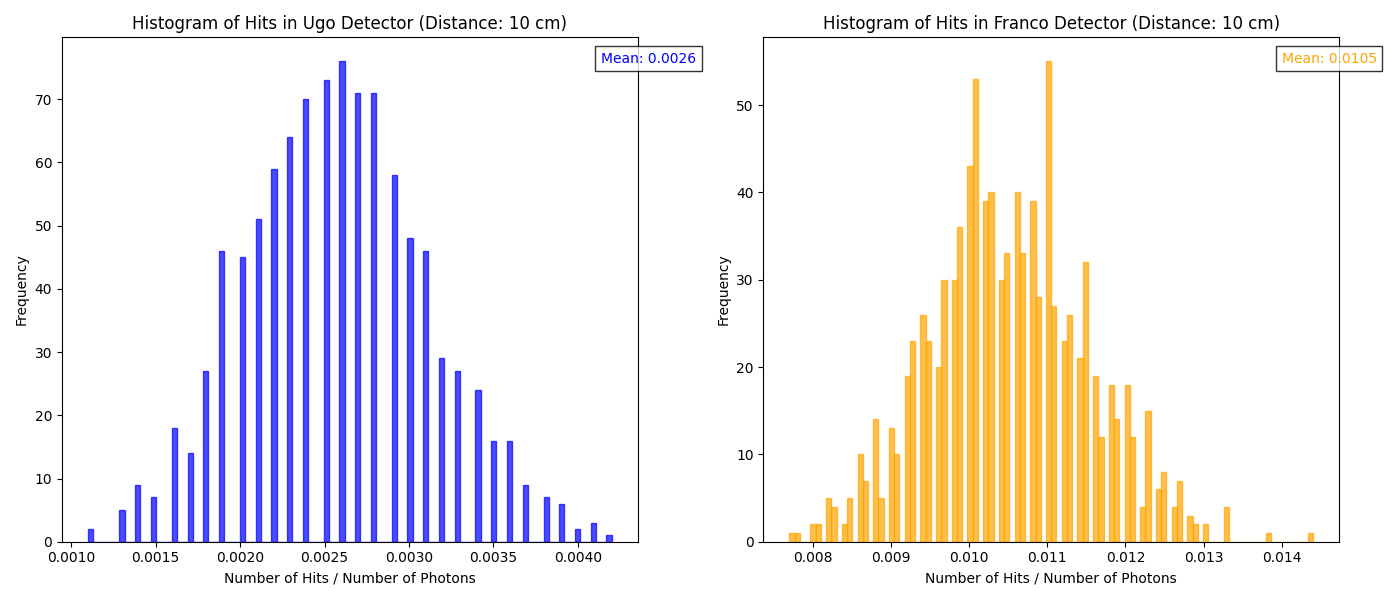 Histogram of Hits in Ugo Detector (Distance: 10 cm)
Mean: 0.0026
Frequency
70
60
50
40
30
20
10
0
0.0010 0.0015 0.0020 0.0025 0.0030 0.0035 0.0040
Number of Hits / Number of Photons
Histogram of Hits in Franco Detector (Distance: 10 cm)
Mean: 0.0105
Frequency
50
40
30
20
10
0
0.008 0.009 0.010 0.011 0.012 0.013 0.014
Number of Hits / Number of Photons